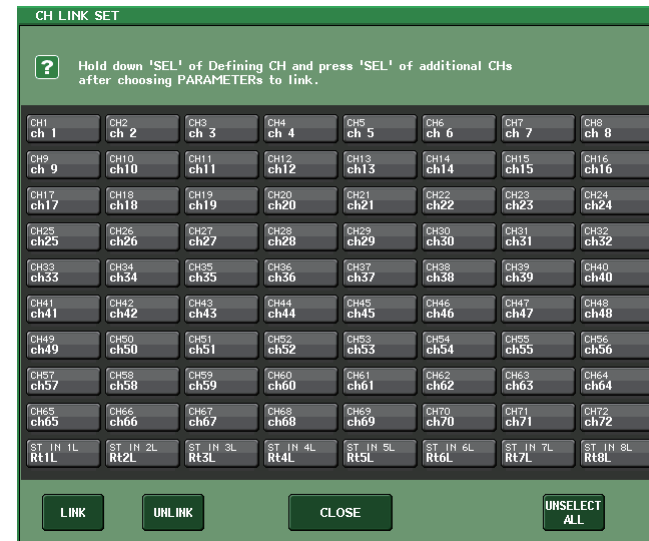 CH LINK SET
? Hold down 'SEL' of Defining CH and press 'SEL' of additional CHs
after choosing PARAMETERs to link.
CH1 CH2 CH3 CH4 CH5 CH6 CH7 CH8
ch 1 ch 2 ch 3 ch 4 ch 5 ch 6 ch 7 ch 8
CH9 CH10 CH11 CH12 CH13 CH14 CH15 CH16
ch 9 ch10 ch11 ch12 ch13 ch14 ch15 ch16
CH17 CH18 CH19 CH20 CH21 CH22 CH23 CH24
ch17 ch18 ch19 ch20 ch21 ch22 ch23 ch24
CH25 CH26 CH27 CH28 CH29 CH30 CH31 CH32
ch25 ch26 ch27 ch28 ch29 ch30 ch31 ch32
CH33 CH34 CH35 CH36 CH37 CH38 CH39 CH40
ch33 ch34 ch35 ch36 ch37 ch38 ch39 ch40
CH41 CH42 CH43 CH44 CH45 CH46 CH47 CH48
ch41 ch42 ch43 ch44 ch45 ch46 ch47 ch48
CH49 CH50 CH51 CH52 CH53 CH54 CH55 CH56
ch49 ch50 ch51 ch52 ch53 ch54 ch55 ch56
CH57 CH58 CH59 CH60 CH61 CH62 CH63 CH64
ch57 ch58 ch59 ch60 ch61 ch62 ch63 ch64
CH65 CH66 CH67 CH68 CH69 CH70 CH71 CH72
ch65 ch66 ch67 ch68 ch69 ch70 ch71 ch72
ST IN 1L ST IN 2L ST IN 3L ST IN 4L ST IN 5L ST IN 6L ST IN 7L ST IN 8L
Rt1L Rt2L Rt3L Rt4L Rt5L Rt6L Rt7L Rt8L
LINK UNLINK CLOSE UNSELECT
ALL